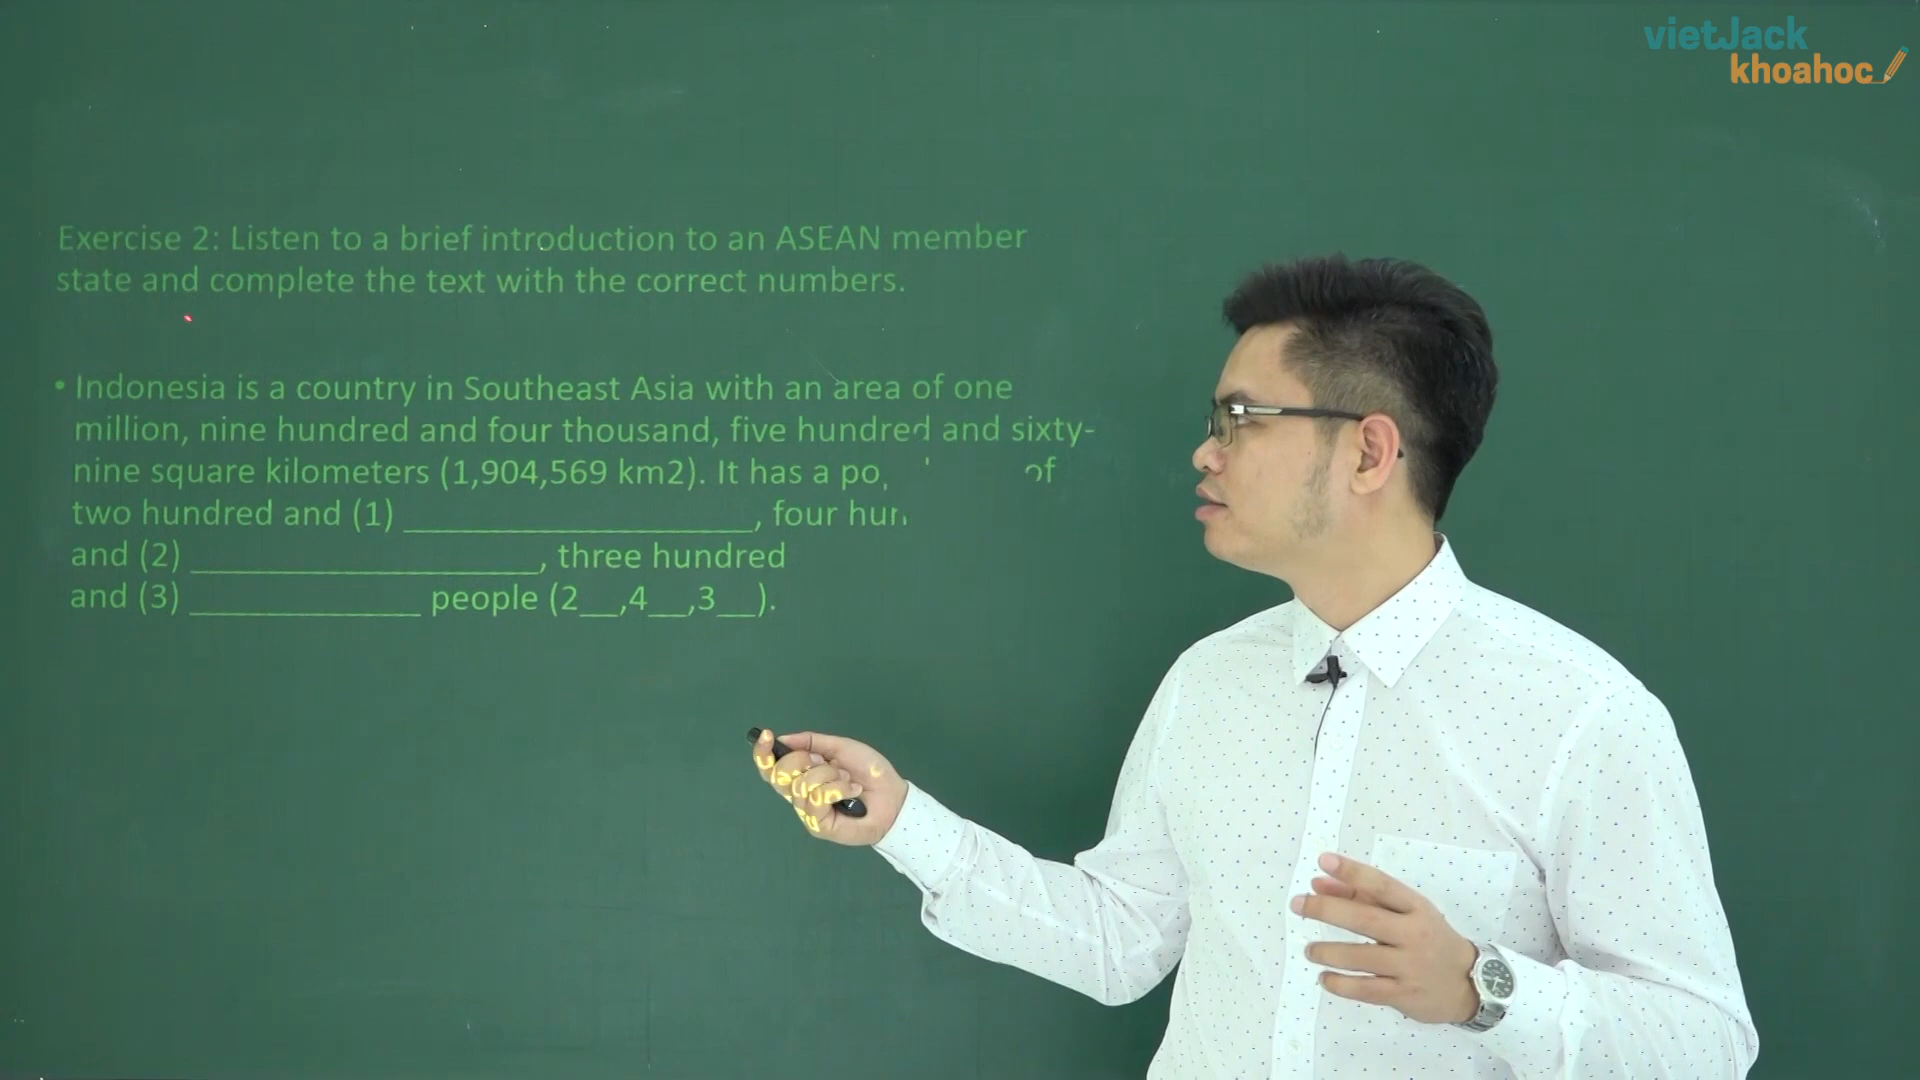 vietJack
khoahoc
Exercise 2: Listen to a brief introduction to an ASEAN member
state and complete the text with the correct numbers.
• Indonesia is a country in Southeast Asia with an area of one
million, nine hundred and four thousand, five hundred and sixty-
nine square kilometers (1,904,569 km2). It has a of
two hundred and (1) ___________________, four
and (2) ___________________, three hundred
and (3) ____________ people (2__,4__,3__).